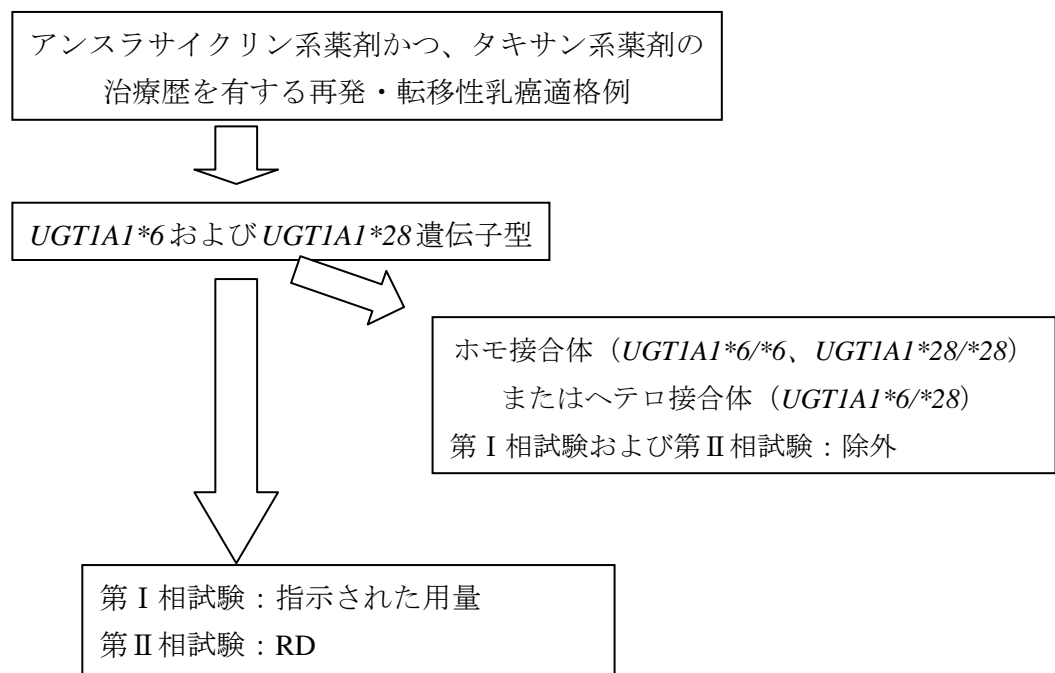 アンスラサイクリン系薬剤かつ、タキサン系薬剤の
治療歴を有する再発・転移性乳癌適格例
UGT1A1*6およびUGT1A1*28遺伝子型
ホモ接合体（UGT1A1*6/*6、UGT1A1*28/*28）
またはヘテロ接合体（UGT1A1*6/*28）
第Ⅰ相試験および第Ⅱ相試験：除外
第Ⅰ相試験：指示された用量
第Ⅱ相試験：RD